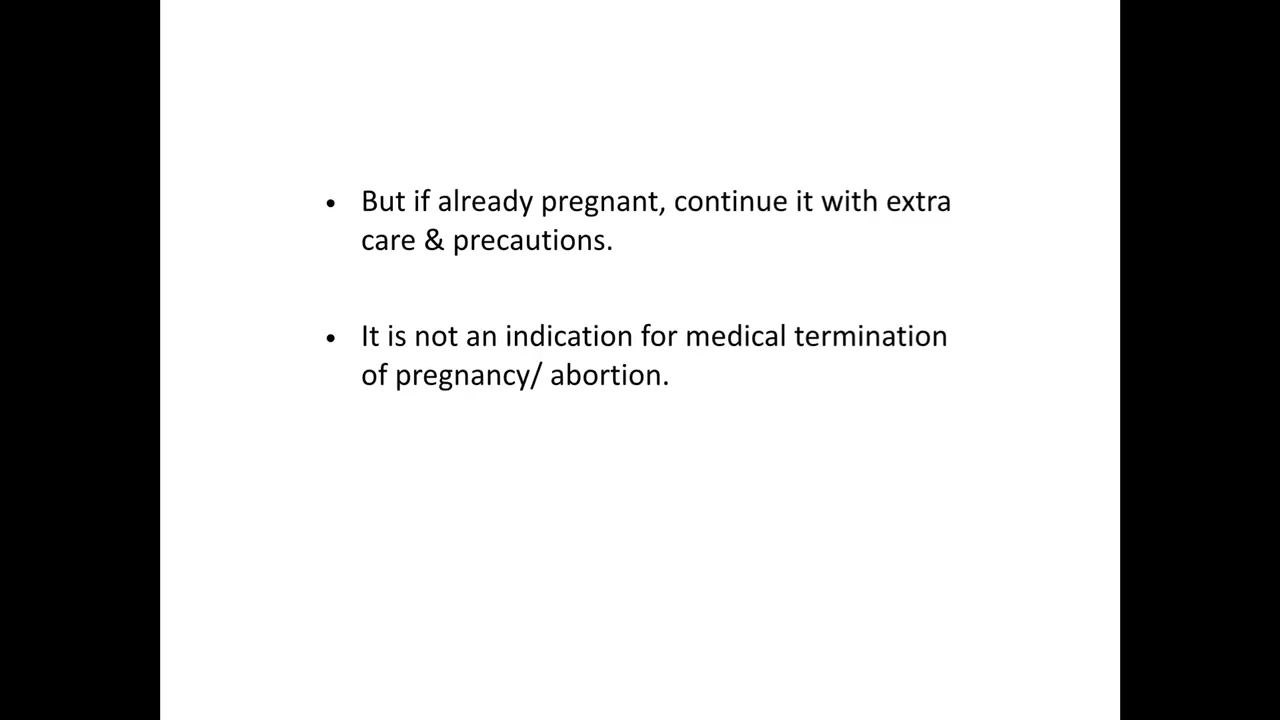 • But if already pregnant, continue it with extra
care & precautions.
• It is not an indication for medical termination
of pregnancy/ abortion.